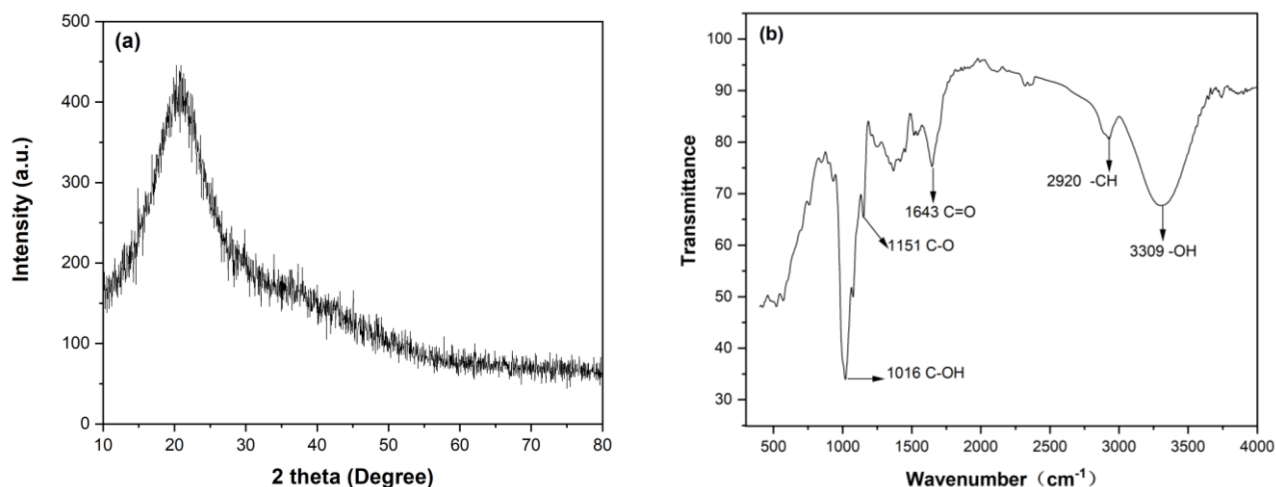 (a)
Intensity (a.u.)
500
400
300
200
100
0
10 20 30 40 50 60 70 80
2 theta (Degree)
(b)
Transmittance
100
90
80
70
60
50
40
30
2920 -CH
1643 C=O
1151 C-O
3309 -OH
1016 C-OH
500 1000 1500 2000 2500 3000 3500 4000
Wavenumber（cm⁻¹）